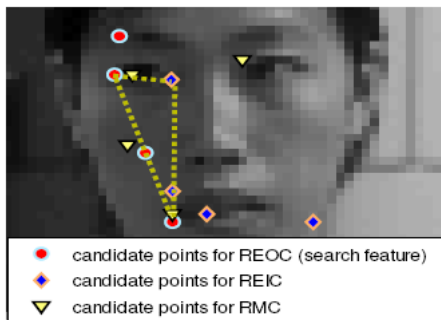 candidate points for REOC (search feature)
candidate points for REIC
candidate points for RMC